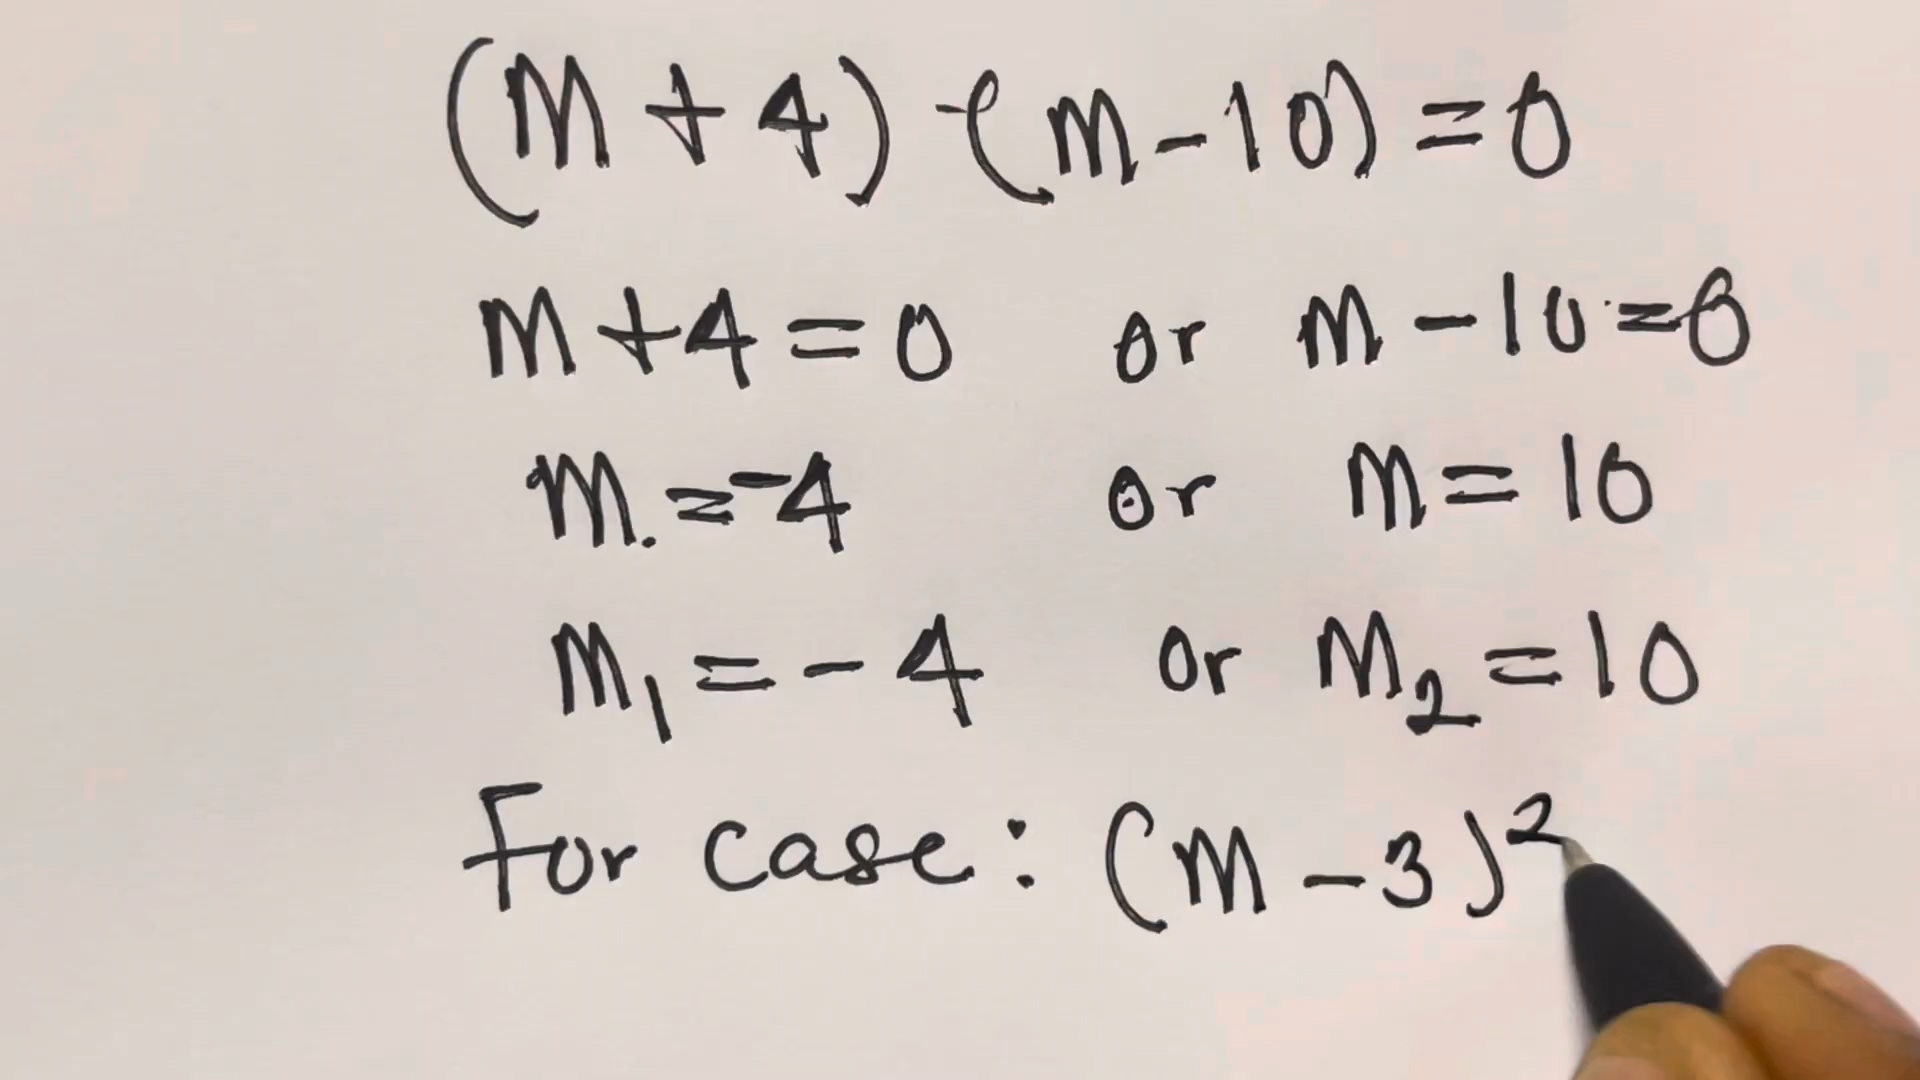 (m + 4) · (m - 10) = 0
m + 4 = 0 or m - 10 = 0
m = -4 or m = 10
m₁ = - 4 or m₂ = 10
For case: (m - 3)²